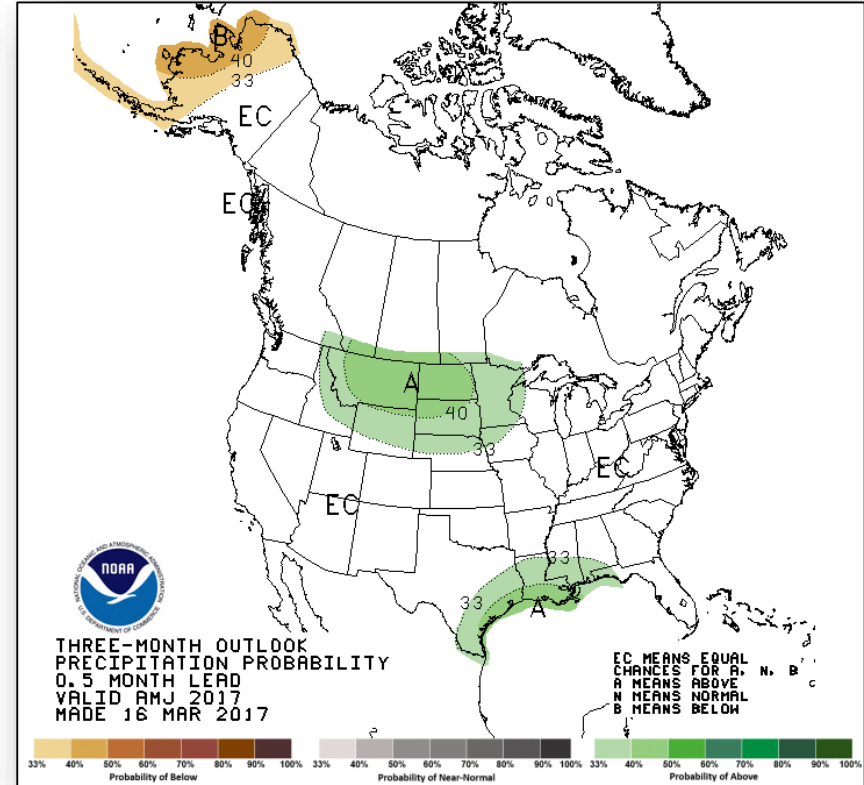 B
40
33
EC
EC
A
40
33
EC
EC
33
33
A
NATIONAL OCEANIC AND ATMOSPHERIC ADMINISTRATION
NOAA
U.S. DEPARTMENT OF COMMERCE
THREE-MONTH OUTLOOK
PRECIPITATION PROBABILITY
0.5 MONTH LEAD
VALID AMJ 2017
MADE 16 MAR 2017
EC MEANS EQUAL
CHANCES FOR A, N, B
A MEANS ABOVE
N MEANS NORMAL
B MEANS BELOW
33% 40% 50% 60% 70% 80% 90% 100%
Probability of Below
33% 40% 50% 60% 70% 80% 90% 100%
Probability of Near-Normal
33% 40% 50% 60% 70% 80% 90% 100%
Probability of Above